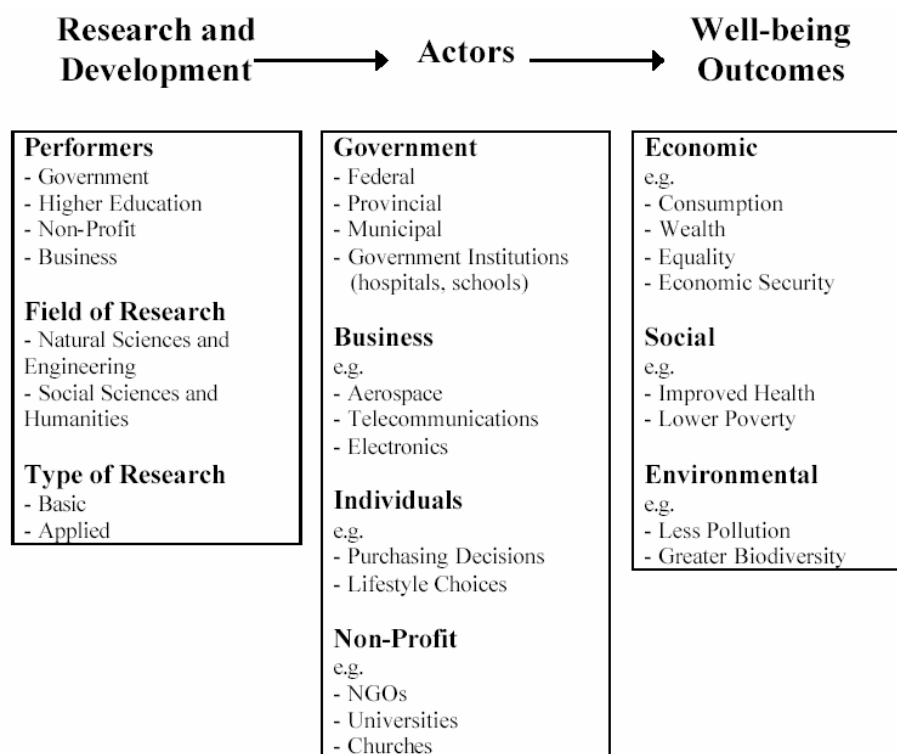 Research and
Development
Actors
Well-being
Outcomes
Performers
- Government
- Higher Education
- Non-Profit
- Business
Field of Research
- Natural Sciences and
Engineering
- Social Sciences and
Humanities
Type of Research
- Basic
- Applied
Government
- Federal
- Provincial
- Municipal
- Government Institutions
(hospitals, schools)
Business
e.g.
- Aerospace
- Telecommunications
- Electronics
Individuals
e.g.
- Purchasing Decisions
- Lifestyle Choices
Non-Profit
e.g.
- NGOs
- Universities
- Churches
Economic
e.g.
- Consumption
- Wealth
- Equality
- Economic Security
Social
e.g.
- Improved Health
- Lower Poverty
Environmental
e.g.
- Less Pollution
- Greater Biodiversity